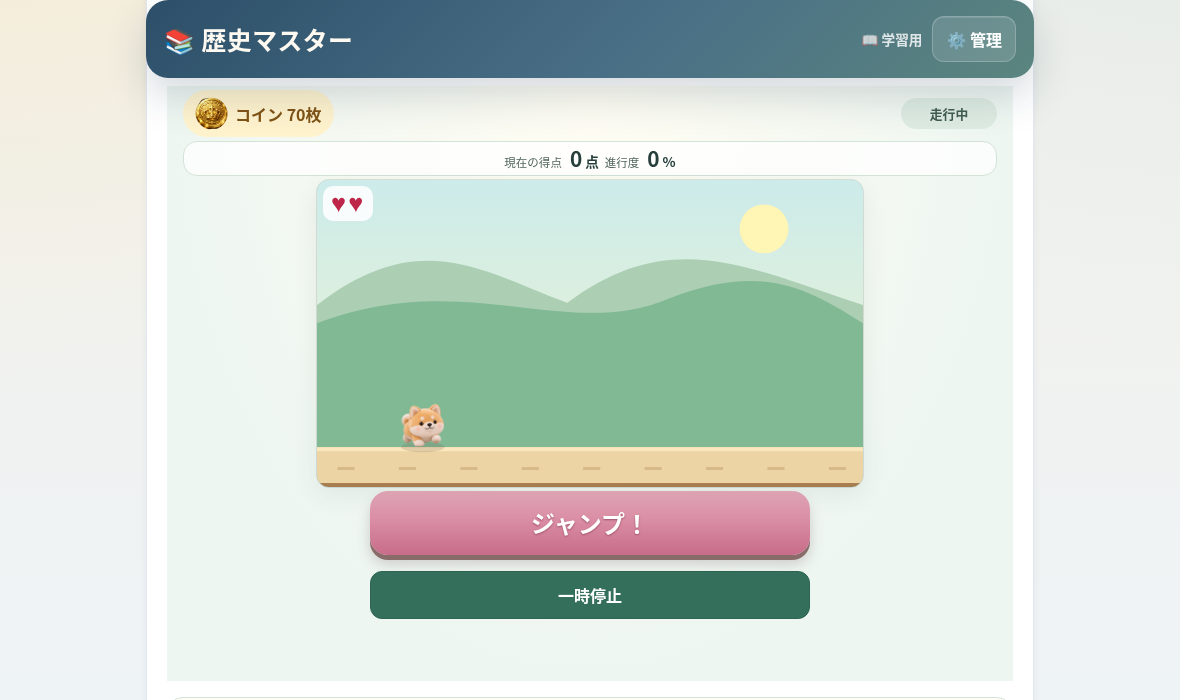 📚 歴史マスター
📖 学習用
⚙️ 管理
コイン 70枚
走行中
現在の得点 0点 進行度 0%
♥♥
ジャンプ！
一時停止